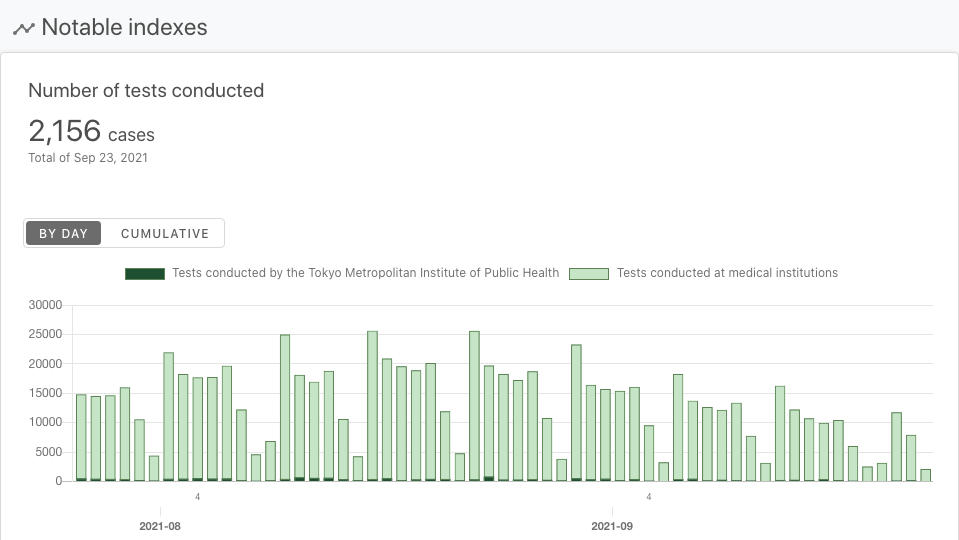 Notable indexes
Number of tests conducted
2,156 cases
Total of Sep 23, 2021
BY DAY CUMULATIVE
Tests conducted by the Tokyo Metropolitan Institute of Public Health Tests conducted at medical institutions
30000
25000
20000
15000
10000
5000
0
4 4
2021-08 2021-09